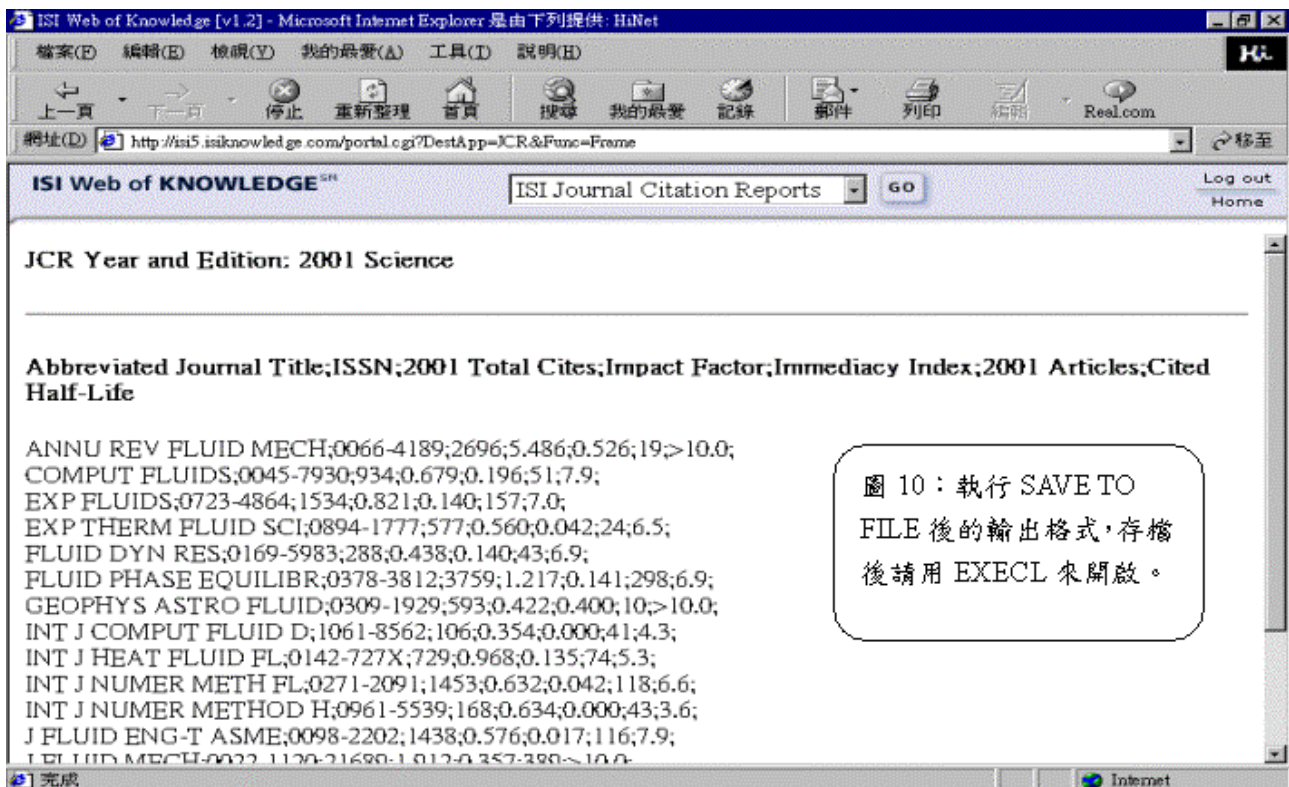 ISI Web of Knowledge [v1.2] - Microsoft Internet Explorer 是由下列提供: HiNet
檔案(F) 編輯(E) 檢視(V) 我的最愛(A) 工具(T) 說明(H)
Hi.
上一頁 下一頁 停止 重新整理 首頁 搜尋 我的最愛 記錄 郵件 列印 編輯 Real.com
網址(D) http://isi5.isiknowledge.com/portal.cgi?DestApp=JCR&Func=Frame 移至
ISI Web of KNOWLEDGE SM ISI Journal Citation Reports GO Log out
Home
JCR Year and Edition: 2001 Science
Abbreviated Journal Title;ISSN;2001 Total Cites;Impact Factor;Immediacy Index;2001 Articles;Cited
Half-Life
ANNU REV FLUID MECH;0066-4189;2696;5.486;0.526;19;>10.0;
COMPUT FLUIDS;0045-7930;934;0.679;0.196;51;7.9;
EXP FLUIDS;0723-4864;1534;0.821;0.140;157;7.0;
EXP THERM FLUID SCI;0894-1777;577;0.560;0.042;24;6.5;
FLUID DYN RES;0169-5983;288;0.438;0.140;43;6.9;
FLUID PHASE EQUILIBR;0378-3812;3759;1.217;0.141;298;6.9;
GEOPHYS ASTRO FLUID;0309-1929;593;0.422;0.400;10;>10.0;
INT J COMPUT FLUID D;1061-8562;106;0.354;0.000;41;4.3;
INT J HEAT FLUID FL;0142-727X;729;0.968;0.135;74;5.3;
INT J NUMER METH FL;0271-2091;1453;0.632;0.042;118;6.6;
INT J NUMER METHOD H;0961-5539;168;0.634;0.000;43;3.6;
J FLUID ENG-T ASME;0098-2202;1438;0.576;0.017;116;7.9;
J FLUID MECH;0022-1120;21689;1.912;0.357;389;>10.0;
圖 10：執行 SAVE TO
FILE 後的輸出格式，存檔
後請用 EXECL 來開啟。
完成 Internet